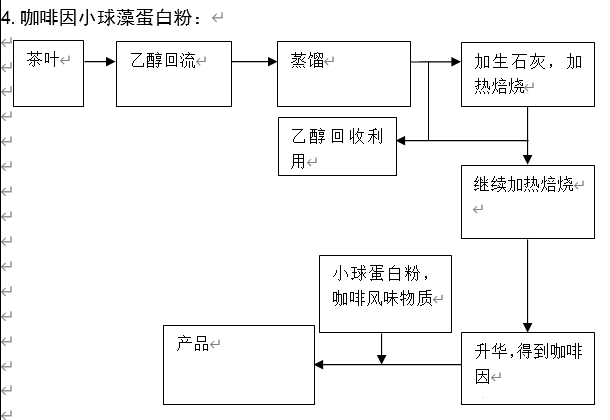 4. 咖啡因小球藻蛋白粉：
茶叶
乙醇回流
蒸馏
加生石灰，加
热焙烧
乙醇回收利
用
继续加热焙烧
小球蛋白粉，
咖啡风味物质
产品
升华，得到咖啡
因